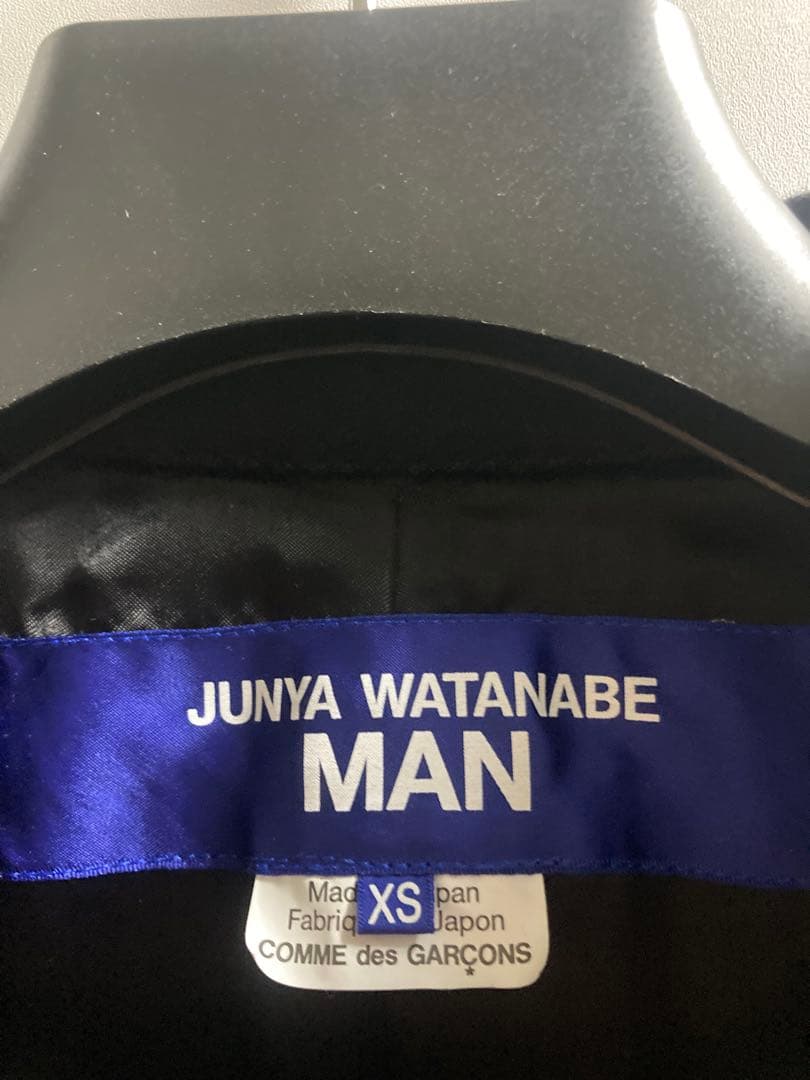 JUNYA WATANABE
MAN
XS
Mad pan
Fabriq Japon
COMME des GARÇONS
*